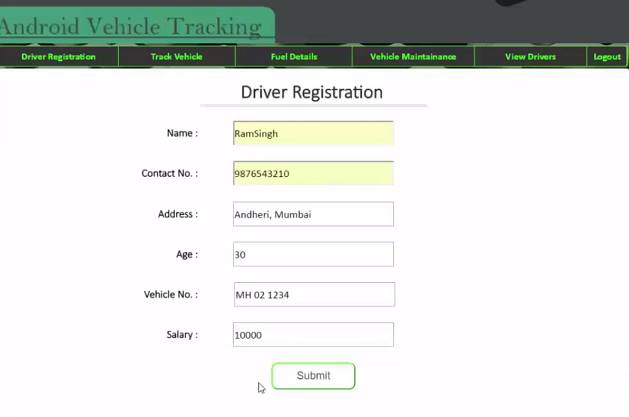 Android Vehicle Tracking
Driver Registration Track Vehicle Fuel Details Vehicle Maintainance View Drivers Logout
Driver Registration
Name : RamSingh
Contact No. : 9876543210
Address : Andheri, Mumbai
Age : 30
Vehicle No. : MH 02 1234
Salary : 10000
Submit